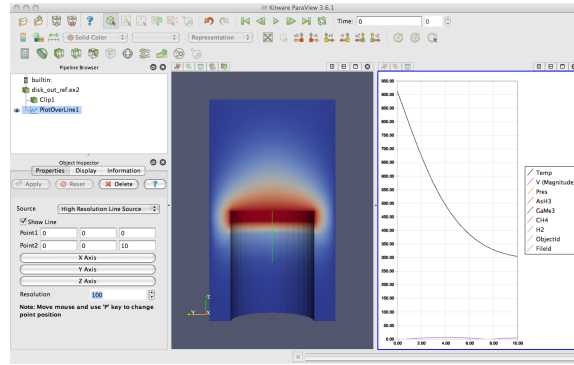 Kitware ParaView 3.6.1
Time: 0
0
Solid Color
Representation
Pipeline Browser
builtin:
disk_out_ref.ex2
Clip1
PlotOverLine1
Object Inspector
Properties Display Information
Apply Reset Delete ?
Source High Resolution Line Source
Show Line
Point1 0 0 0
Point2 0 0 10
X Axis
Y Axis
Z Axis
Resolution 100
Note: Move mouse and use 'P' key to change
point position
Z
Y X
950.00
900.00
850.00
800.00
750.00
700.00
650.00
600.00
550.00
500.00
450.00
400.00
350.00
300.00
250.00
200.00
150.00
100.00
50.00
0.00
0.00 2.00 4.00 6.00 8.00 10.00
Temp
V (Magnitude
Pres
AsH3
GaMe3
CH4
H2
ObjectId
FileId